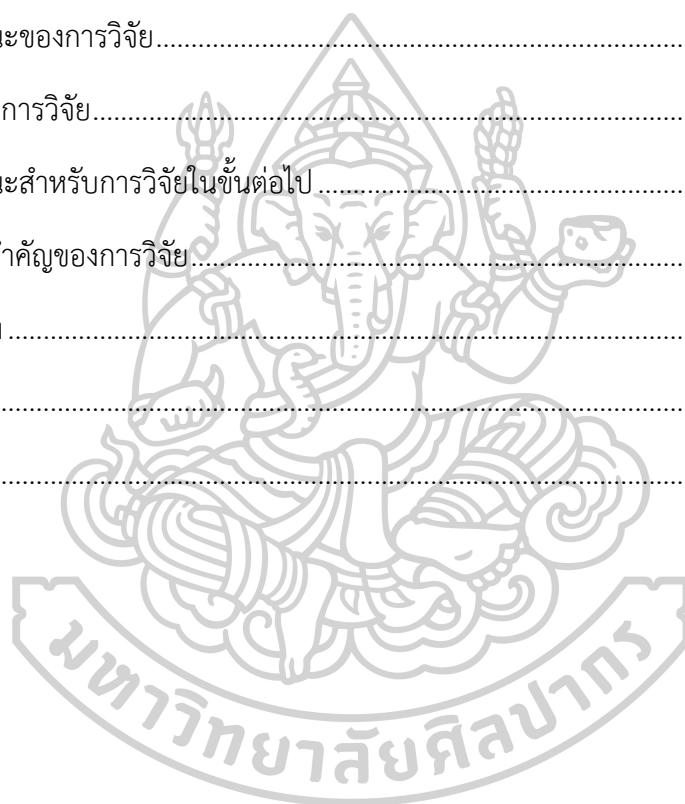 นะของการวิจัย........................................................................................................
การวิจัย....................................................................................................................
นะสำหรับการวิจัยในขั้นต่อไป.......................................................................
สำคัญของการวิจัย..................................................................................................
....................................................................................................................................
....................................................................................................................................
....................................................................................................................................
มหาวิทยาลัยศิลปากร